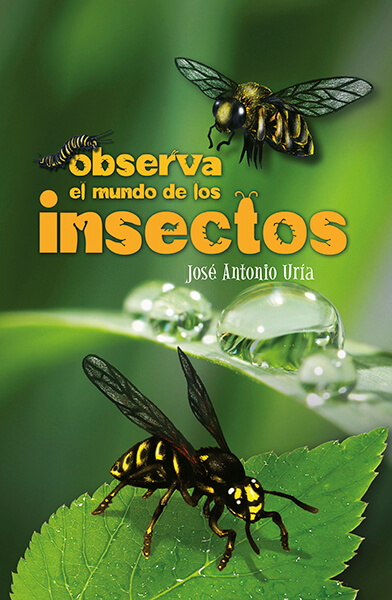 observa
el mundo de los
insectos
José Antonio Uría